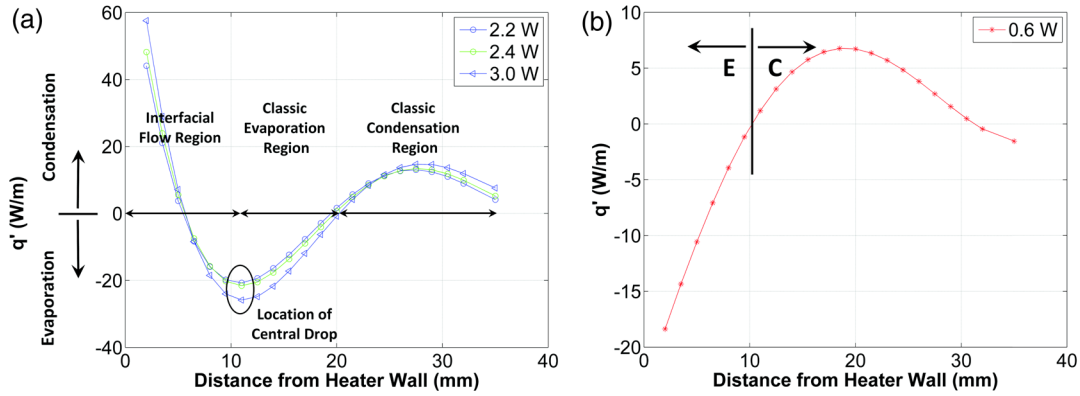 (a)
60
40
20
0
-20
-40
q' (W/m)
Condensation
Evaporation
2.2 W
2.4 W
3.0 W
Interfacial
Flow Region
Classic
Evaporation
Region
Classic
Condensation
Region
Location of
Central Drop
0
10
20
30
40
Distance from Heater Wall (mm)
(b)
10
5
0
-5
-10
-15
-20
q' (W/m)
0.6 W
E
C
0
10
20
30
40
Distance from Heater Wall (mm)